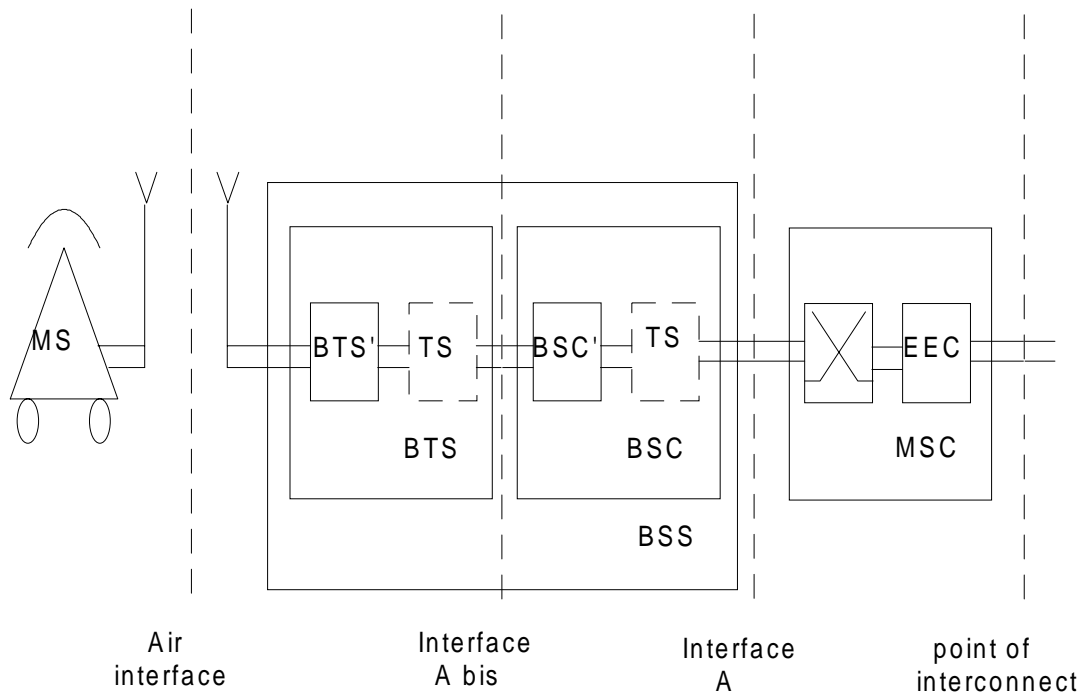 MS
BTS'
TS
BSC'
TS
EEC
BTS
BSC
MSC
BSS
Air
interface
Interface
A bis
Interface
A
point of
interconnect